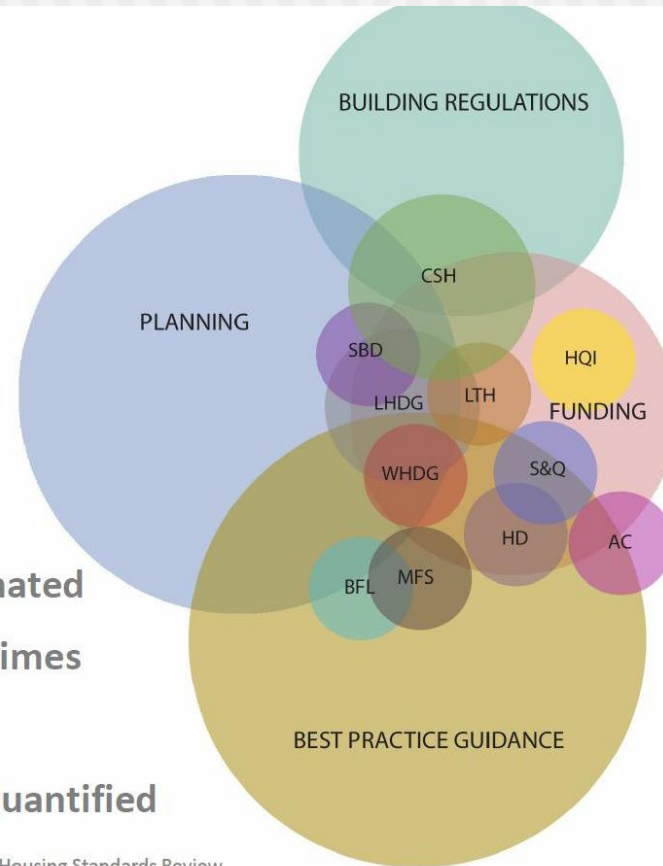 BUILDING REGULATIONS
CSH
PLANNING
SBD
HQI
LHDG
LTH
FUNDING
WHDG
S&Q
HD
AC
BFL
MFS
nated
imes
BEST PRACTICE GUIDANCE
uantified
Housing Standards Review